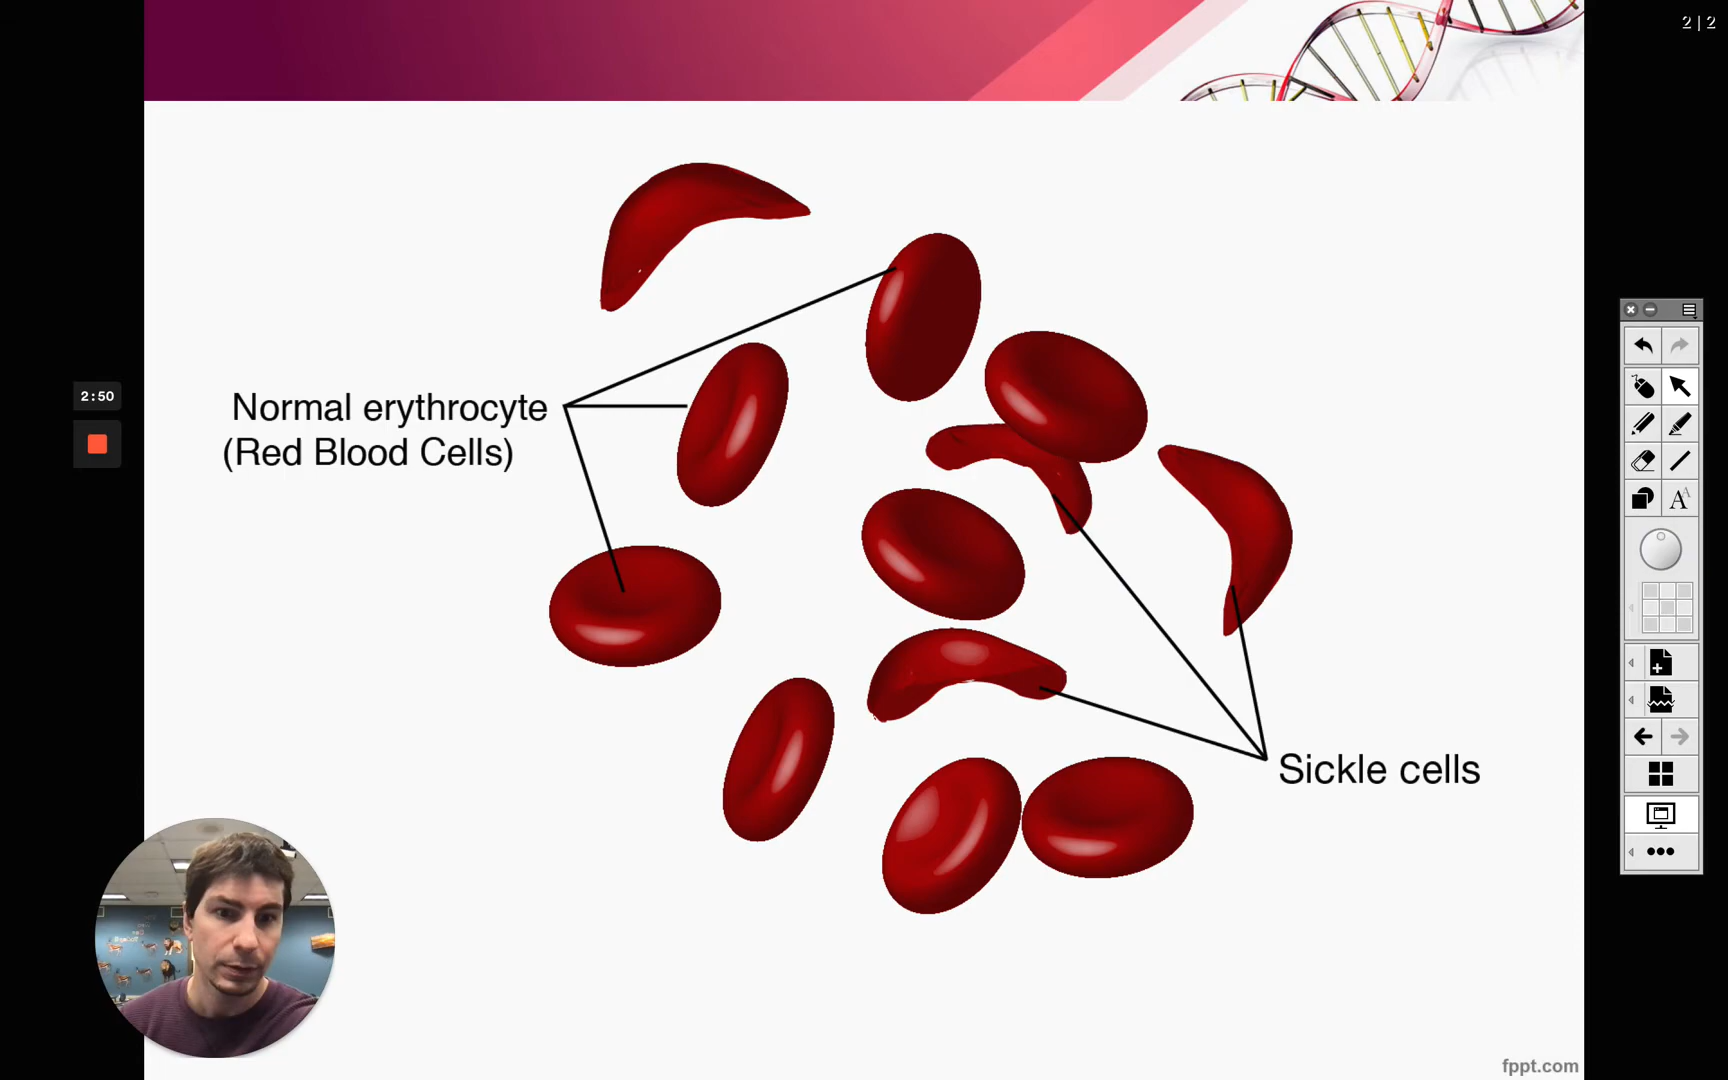 2 | 2
2:50
Normal erythrocyte
(Red Blood Cells)
Sickle cells
fppt.com